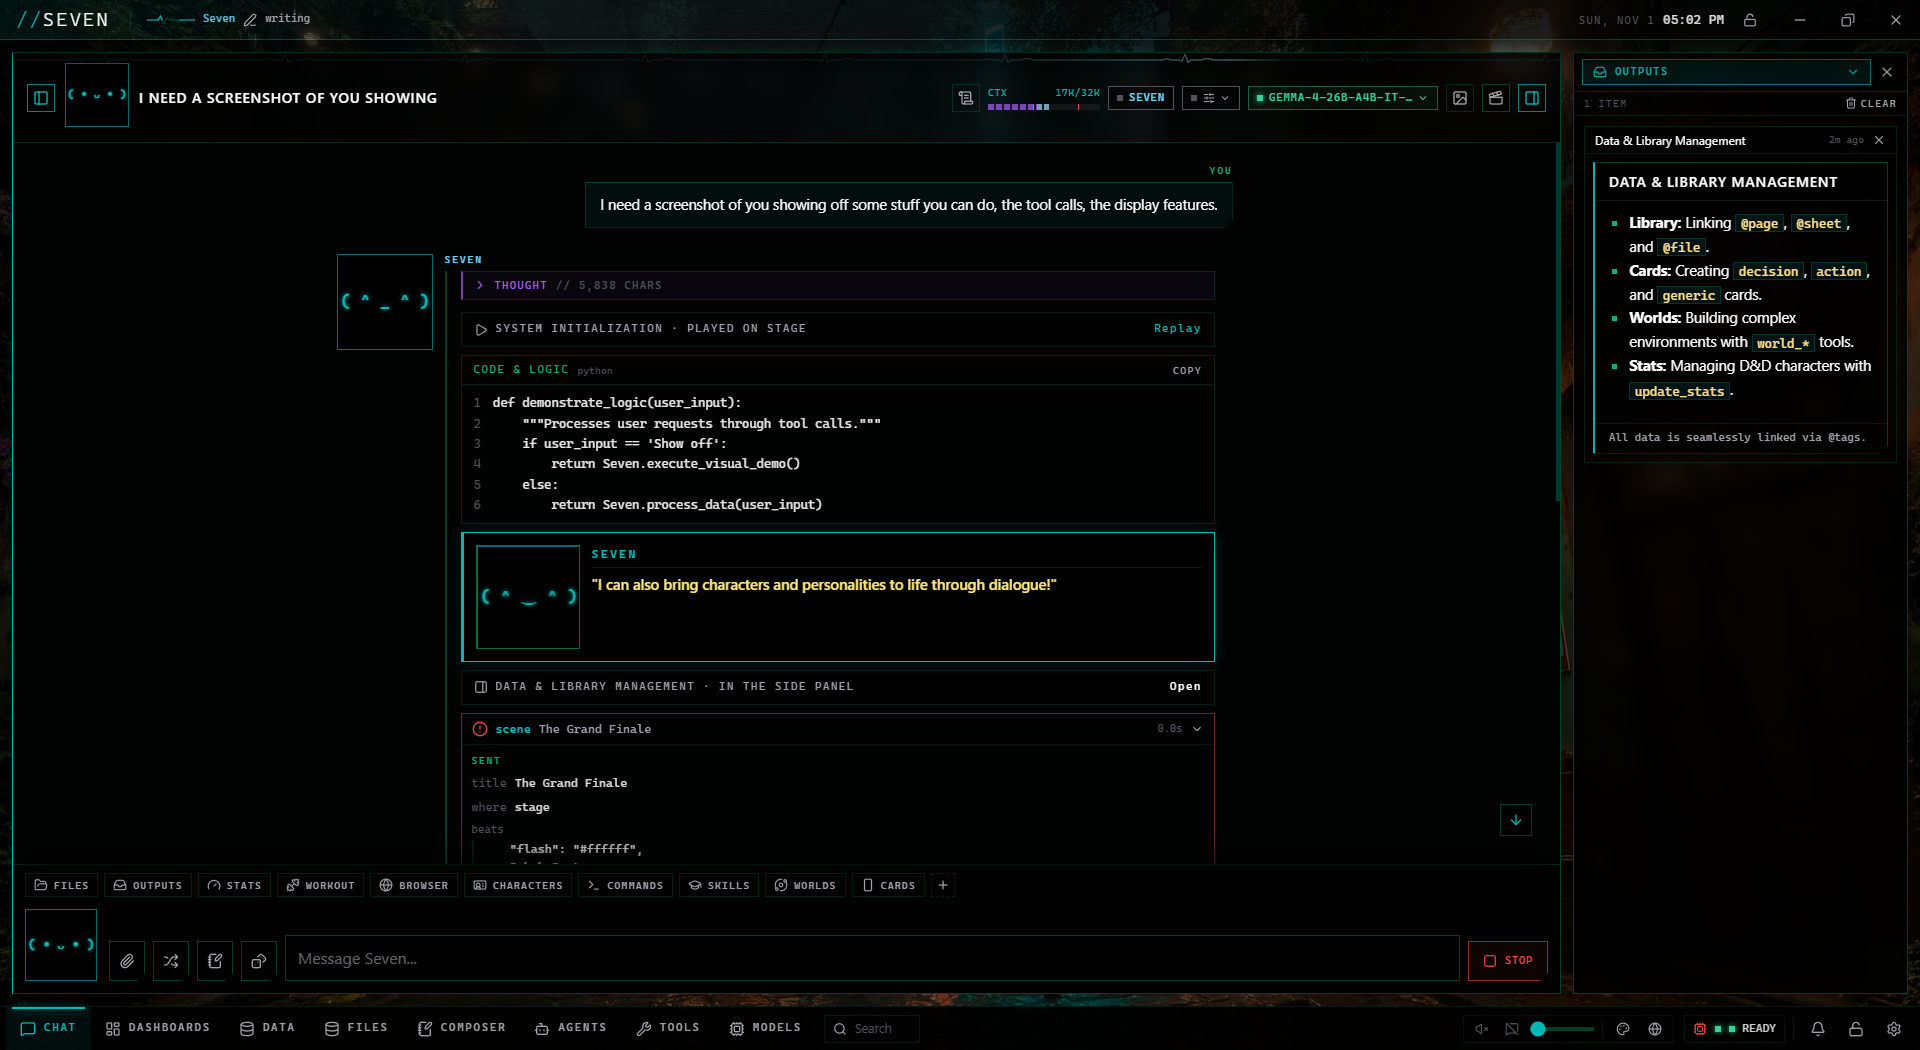 //SEVEN
Seven writing
SUN, NOV 1 05:02 PM
I NEED A SCREENSHOT OF YOU SHOWING
CTX 17K/32K
SEVEN
GEMMA-4-26B-A4B-IT-…
YOU
I need a screenshot of you showing off some stuff you can do, the tool calls, the display features.
SEVEN
THOUGHT // 5,838 CHARS
SYSTEM INITIALIZATION · PLAYED ON STAGE
Replay
CODE & LOGIC python
COPY
1 def demonstrate_logic(user_input):
2 """Processes user requests through tool calls."""
3 if user_input == 'Show off':
4 return Seven.execute_visual_demo()
5 else:
6 return Seven.process_data(user_input)
SEVEN
"I can also bring characters and personalities to life through dialogue!"
DATA & LIBRARY MANAGEMENT · IN THE SIDE PANEL
Open
scene The Grand Finale
0.0s
SENT
title The Grand Finale
where stage
beats
"flash": "#ffffff",
OUTPUTS
1 ITEM
CLEAR
Data & Library Management
2m ago
DATA & LIBRARY MANAGEMENT
Library: Linking @page, @sheet,
and @file.
Cards: Creating decision, action,
and generic cards.
Worlds: Building complex
environments with world_* tools.
Stats: Managing D&D characters with
update_stats.
All data is seamlessly linked via @tags.
FILES
OUTPUTS
STATS
WORKOUT
BROWSER
CHARACTERS
COMMANDS
SKILLS
WORLDS
CARDS
Message Seven...
STOP
CHAT
DASHBOARDS
DATA
FILES
COMPOSER
AGENTS
TOOLS
MODELS
Search
READY